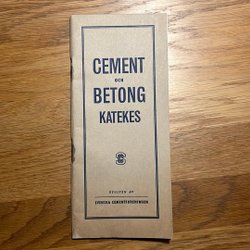 CEMENT
OCH
BETONG
KATEKES
UTGIVEN AV
SVENSKA CEMENTFÖRENINGEN